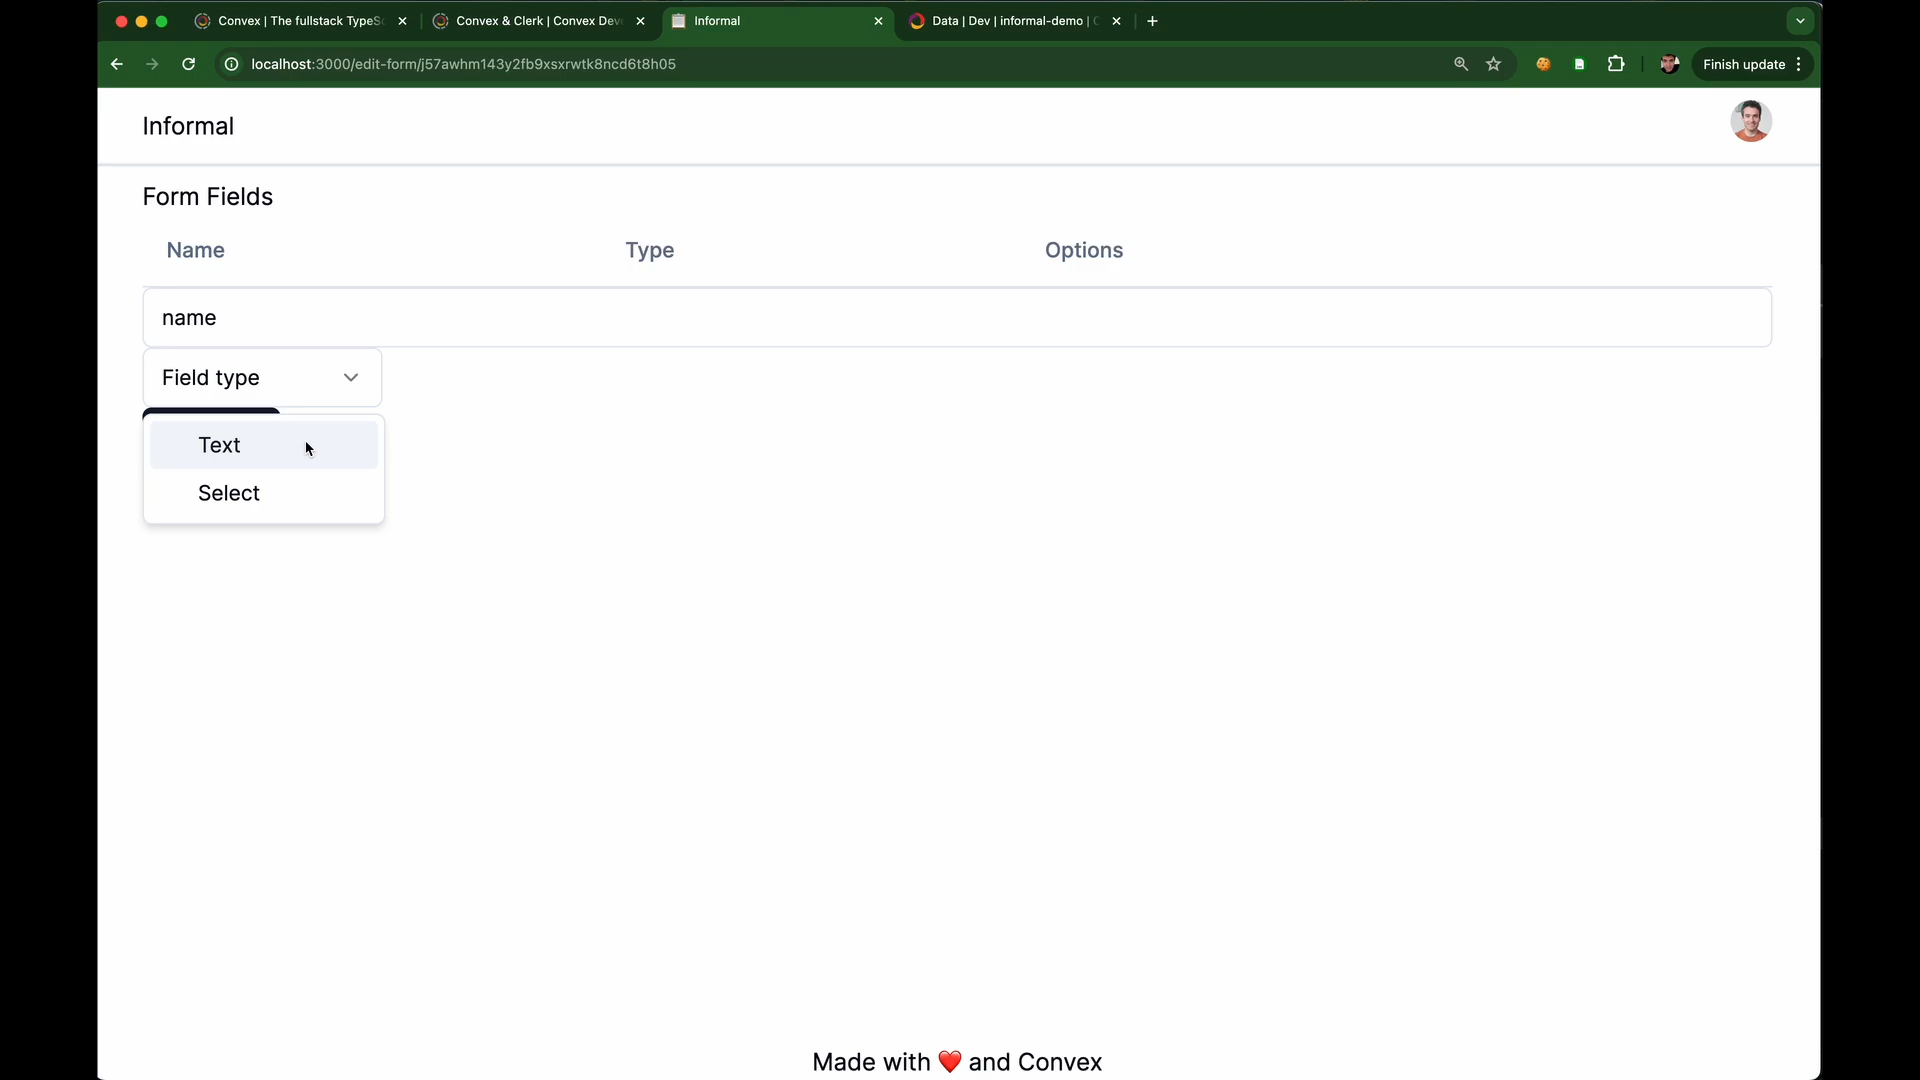 Convex | The fullstack TypeSc
Convex & Clerk | Convex Dev
Informal
Data | Dev | informal-demo | C
localhost:3000/edit-form/j57awhm143y2fb9xsxrwtk8ncd6t8h05
Finish update
Informal
Form Fields
Name Type Options
name
Field type
Text
Select
Made with ❤️ and Convex